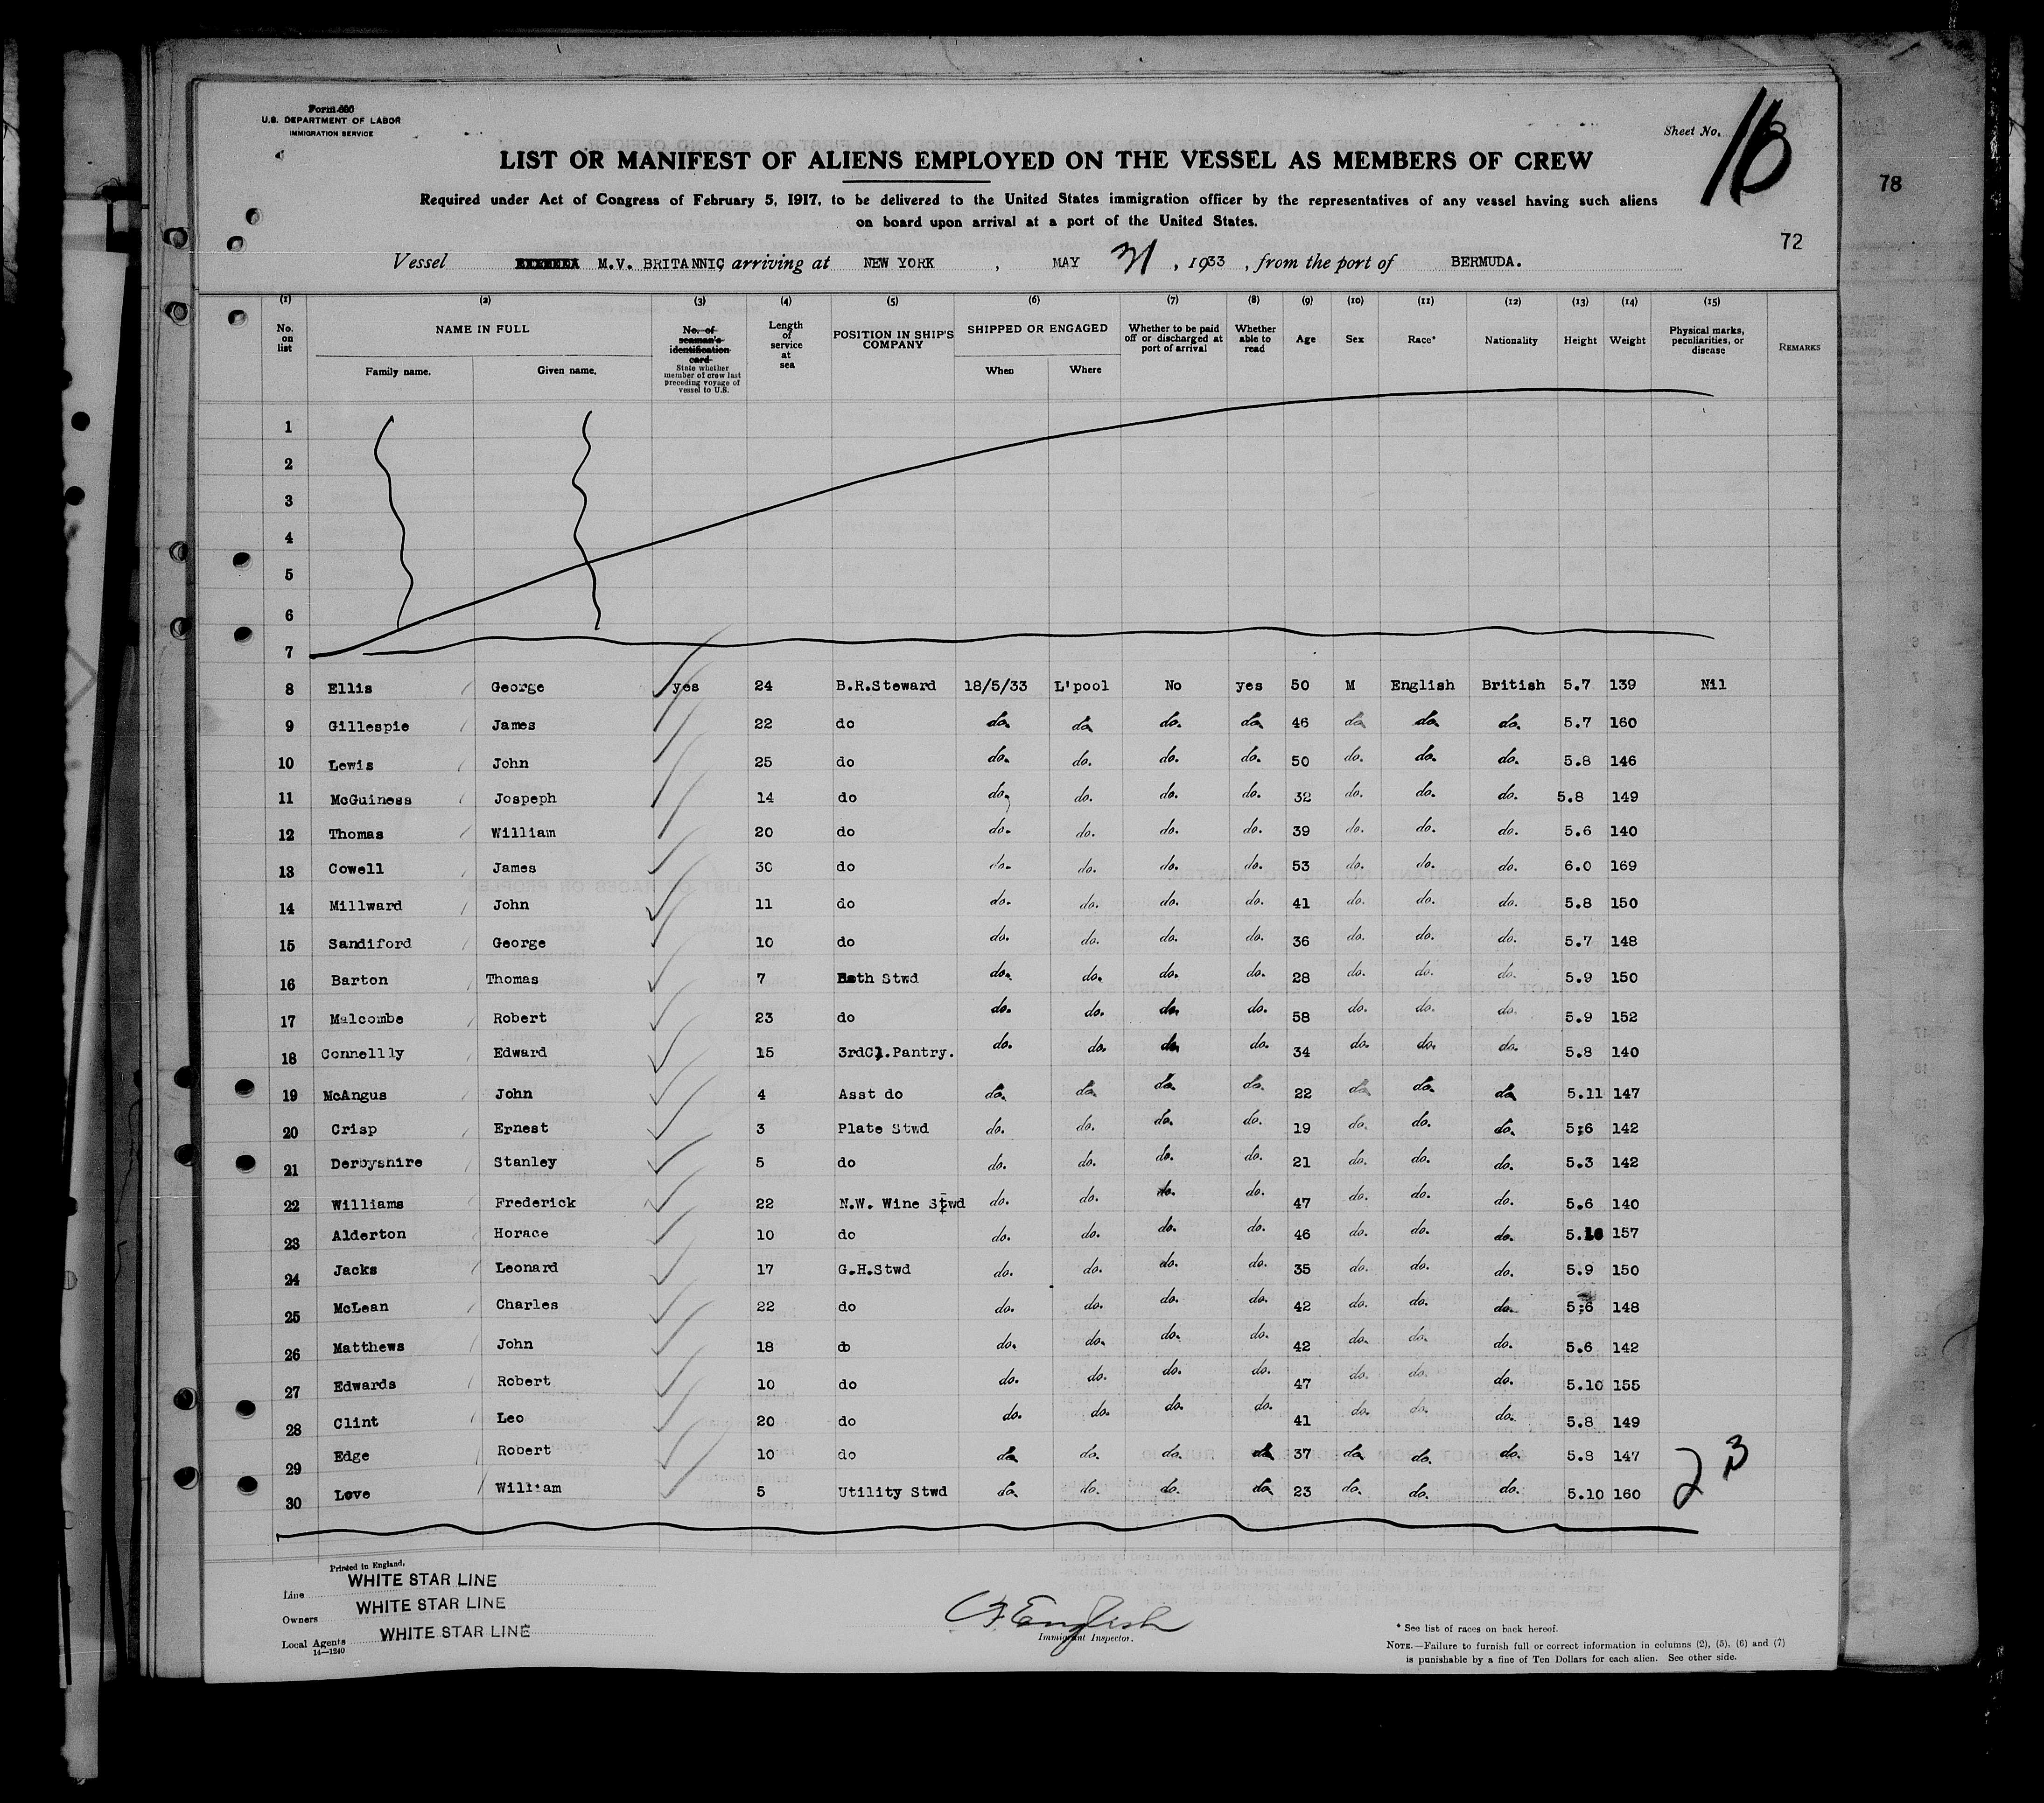 Form 680
U.S. DEPARTMENT OF LABOR
IMMIGRATION SERVICE
Sheet No. 16
78
LIST OR MANIFEST OF ALIENS EMPLOYED ON THE VESSEL AS MEMBERS OF CREW
Required under Act of Congress of February 5, 1917, to be delivered to the United States immigration officer by the representatives of any vessel having such aliens
on board upon arrival at a port of the United States.
72
Vessel M.V. BRITANNIC arriving at NEW YORK , MAY 31 , 1933 , from the port of BERMUDA.
(1) (2) (3) (4) (5) (6) (7) (8) (9) (10) (11) (12) (13) (14) (15)
No. on list NAME IN FULL Family name. Given name. No. of seaman's identification card State whether member of crew last preceding voyage of vessel to U.S. Length of service at sea POSITION IN SHIP'S COMPANY SHIPPED OR ENGAGED When Where Whether to be paid off or discharged at port of arrival Whether able to read Age Sex Race* Nationality Height Weight Physical marks, peculiarities, or disease REMARKS
1
2
3
4
5
6
7
8 Ellis George yes 24 B.R.Steward 18/5/33 L'pool No yes 50 M English British 5.7 139 Nil
9 Gillespie James 22 do do do do. do 46 do do do. 5.7 160
10 Lewis John 25 do do. do. do. do. 50 do. do. do. 5.8 146
11 McGuiness Jospeph 14 do do. do. do. do. 32 do. do. do. 5.8 149
12 Thomas William 20 do do. do. do. do. 39 do. do. do. 5.6 140
13 Cowell James 30 do do. do. do. do. 53 do. do. do. 6.0 169
14 Millward John 11 do do. do. do. do. 41 do. do. do. 5.8 150
15 Sandiford George 10 do do. do. do. do. 36 do. do. do. 5.7 148
16 Barton Thomas 7 Bath Stwd do. do. do. do. 28 do. do. do. 5.9 150
17 Malcombe Robert 23 do do. do. do. do. 58 do. do. do. 5.9 152
18 Connellly Edward 15 3rdCl.Pantry. do. do. do. do. 34 do. do. do. 5.8 140
19 McAngus John 4 Asst do do. do do. do. 22 do do. do 5.11 147
20 Crisp Ernest 3 Plate Stwd do. do. do. do. 19 do. do. do. 5;6 142
21 Derbyshire Stanley 5 do do. do. do. do. 21 do. do. do. 5.3 142
22 Williams Frederick 22 N.W. Wine Stwd do. do. do. do. 47 do. do. do. 5.6 140
23 Alderton Horace 10 do do. do. do. do. 46 do. do. do. 5.10 157
24 Jacks Leonard 17 G.H.Stwd do. do. do. do. 35 do. do. do. 5.9 150
25 McLean Charles 22 do do. do. do. do. 42 do. do. do. 5;6 148
26 Matthews John 18 do do. do. do. do. 42 do. do. do. 5.6 142
27 Edwards Robert 10 do do. do. do. do. 47 do. do. do. 5.10 155
28 Clint Leo 20 do do. do. do. do. 41 do. do. do. 5.8 149
29 Edge Robert 10 do do do. do. do 37 do do. do. 5.8 147
30 Love William 5 Utility Stwd do do. do. do 23 do. do. do. 5.10 160
23
Printed in England.
Line WHITE STAR LINE
Owners WHITE STAR LINE
Local Agents WHITE STAR LINE
14—1240
English
Immigrant Inspector.
* See list of races on back hereof.
NOTE.—Failure to furnish full or correct information in columns (2), (5), (6) and (7)
is punishable by a fine of Ten Dollars for each alien. See other side.